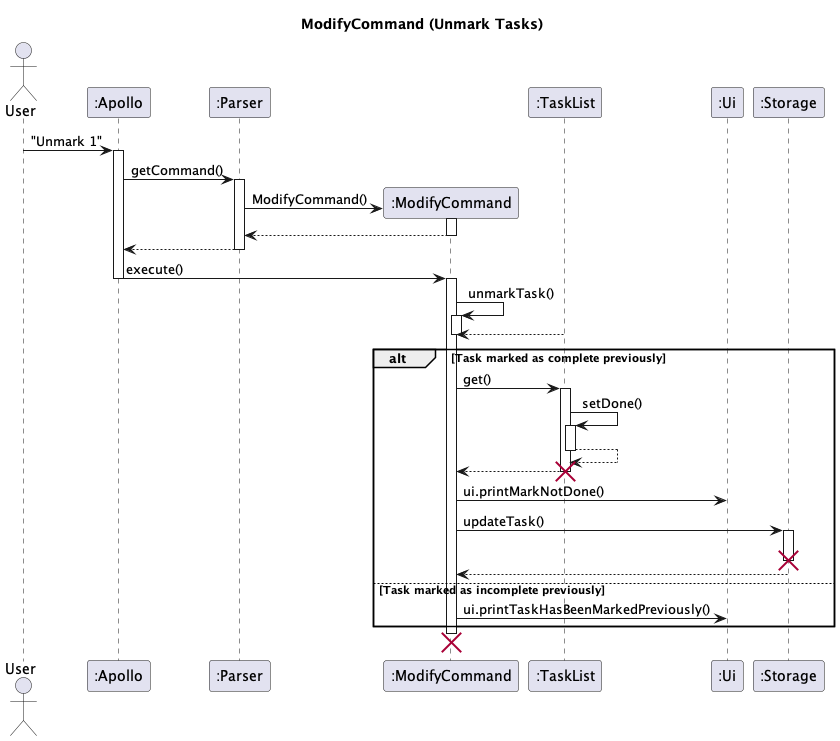 ModifyCommand (Unmark Tasks)
User
:Apollo
:Parser
:TaskList
:Ui
:Storage
"Unmark 1"
getCommand()
ModifyCommand()
:ModifyCommand
execute()
unmarkTask()
alt
[Task marked as complete previously]
get()
setDone()
ui.printMarkNotDone()
updateTask()
[Task marked as incomplete previously]
ui.printTaskHasBeenMarkedPreviously()
User
:Apollo
:Parser
:ModifyCommand
:TaskList
:Ui
:Storage